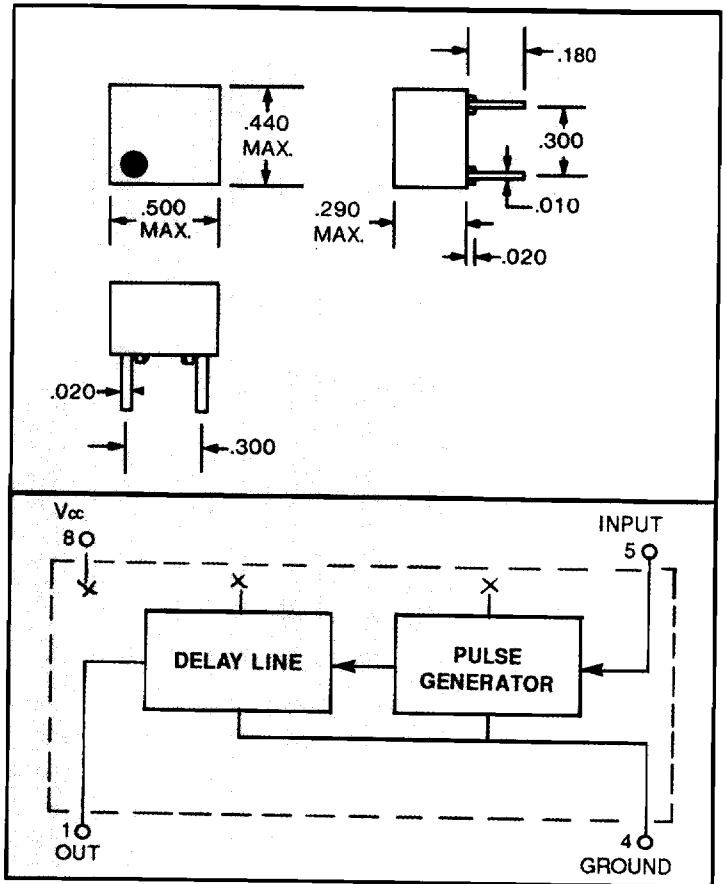 .180
.440
MAX.
.300
.500
MAX.
.290
MAX.
.010
.020
.020
.300
Vcc
8
INPUT
5
DELAY LINE
PULSE
GENERATOR
1
OUT
4
GROUND